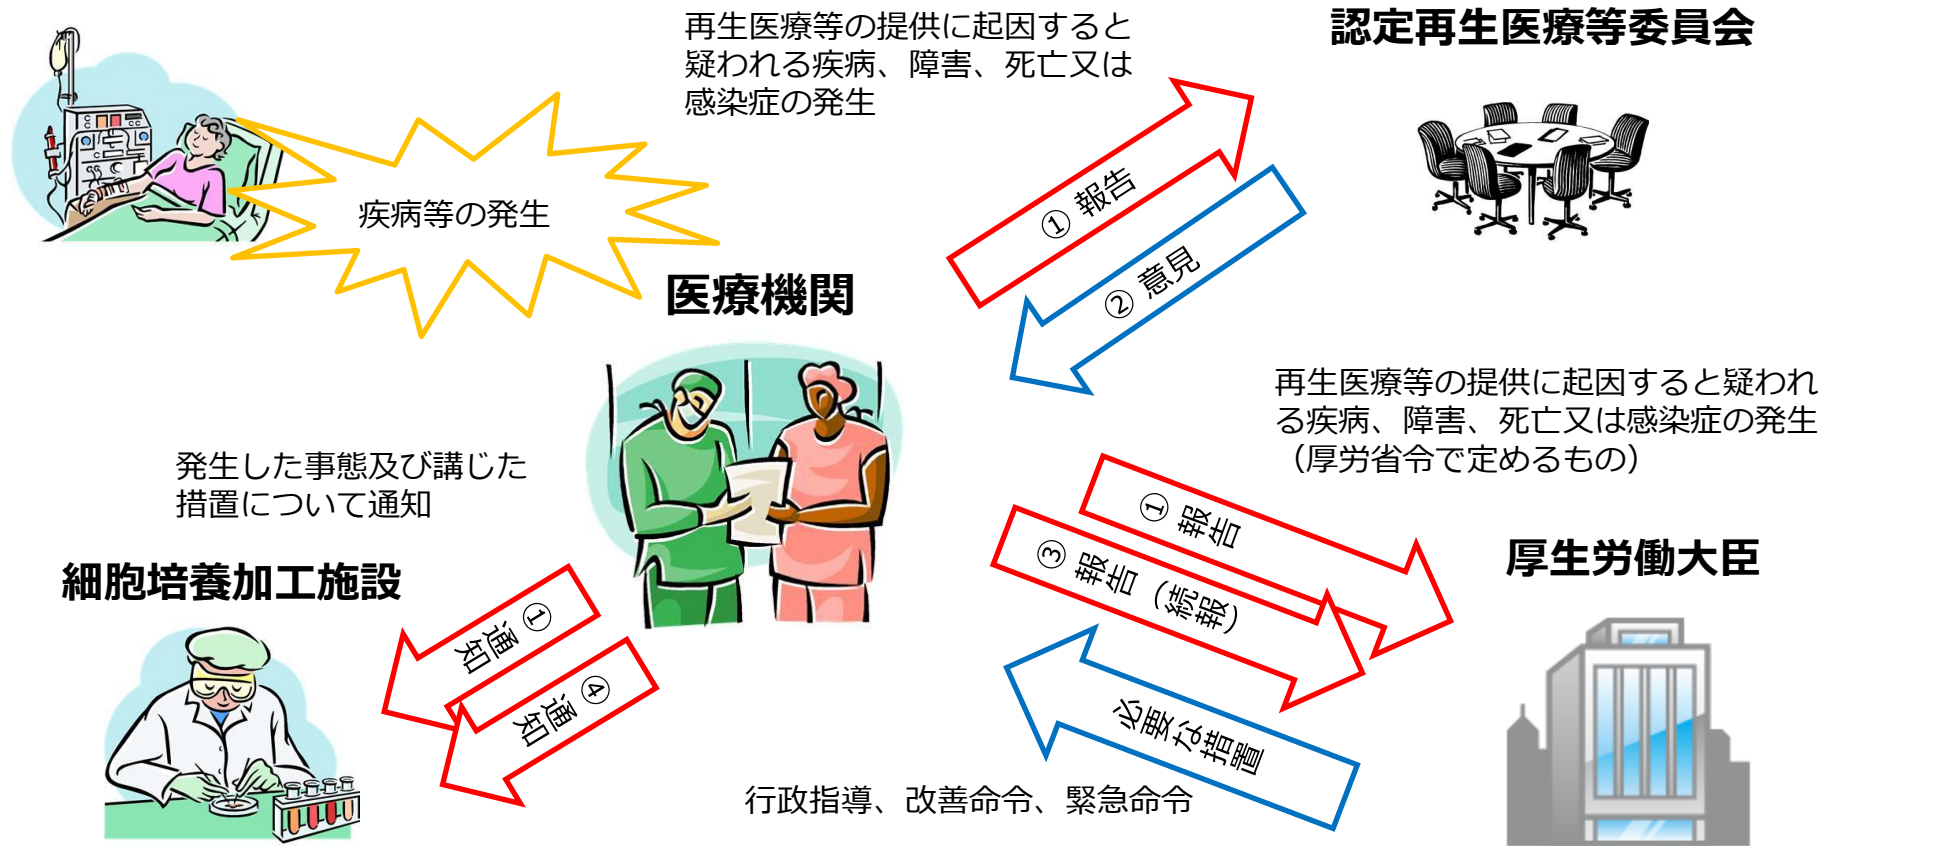 再生医療等の提供に起因すると
疑われる疾病、障害、死亡又は
感染症の発生
認定再生医療等委員会
疾病等の発生
① 報告
② 意見
医療機関
再生医療等の提供に起因すると疑われ
る疾病、障害、死亡又は感染症の発生
（厚労省令で定めるもの）
発生した事態及び講じた
措置について通知
① 報告
③ 報告（続報）
厚生労働大臣
細胞培養加工施設
① 通知
④ 通知
必要な措置
行政指導、改善命令、緊急命令